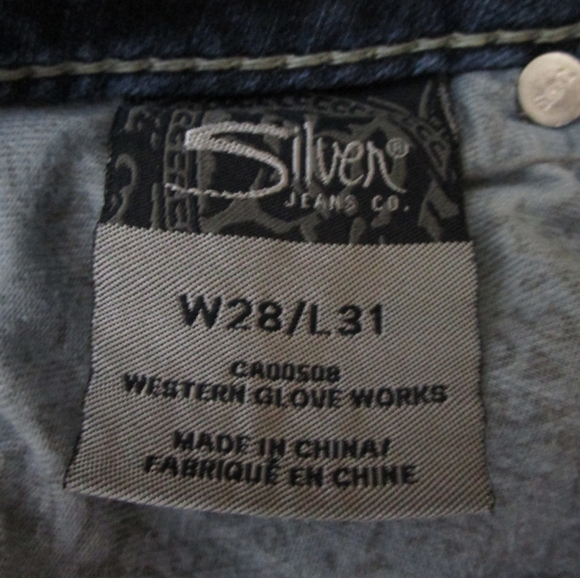 Silver®
JEANS CO.
W28/L31
CA00508
WESTERN GLOVE WORKS
MADE IN CHINA/
FABRIQUÉ EN CHINE